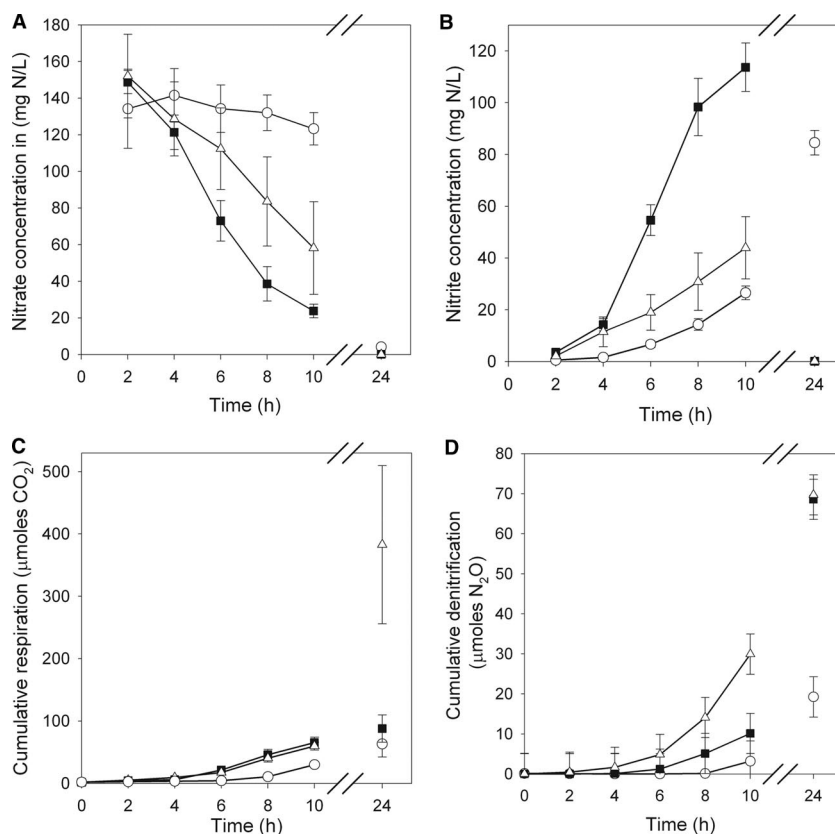 A
Nitrate concentration in (mg N/L)
180
160
140
120
100
80
60
40
20
0
0 2 4 6 8 10 24
Time (h)
B
Nitrite concentration (mg N/L)
120
100
80
60
40
20
0
0 2 4 6 8 10 24
Time (h)
C
Cumulative respiration (μmoles CO₂)
500
400
300
200
100
0
0 2 4 6 8 10 24
Time (h)
D
Cumulative denitrification
(μmoles N₂O)
80
70
60
50
40
30
20
10
0
0 2 4 6 8 10 24
Time (h)